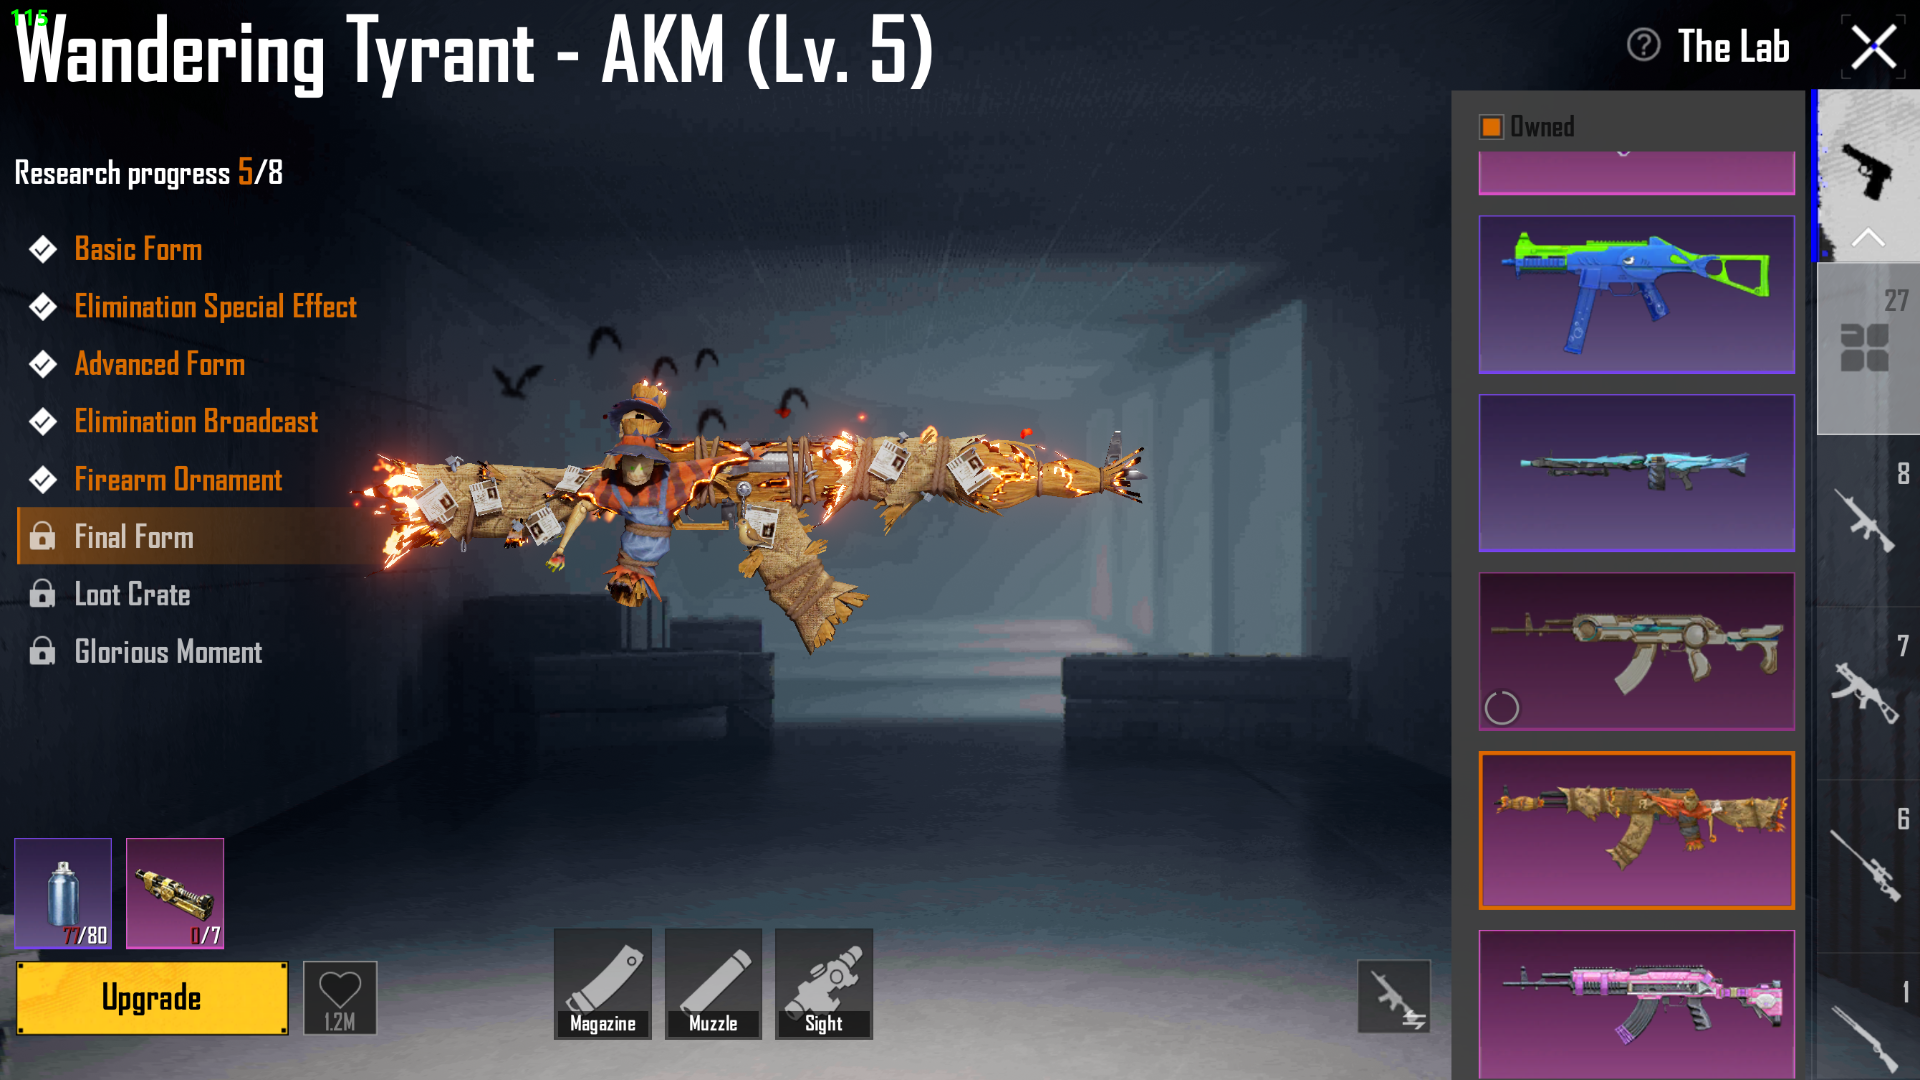 115
Wandering Tyrant - AKM (Lv. 5)
The Lab
Owned
Research progress 5/8
Basic Form
Elimination Special Effect
Advanced Form
Elimination Broadcast
Firearm Ornament
Final Form
Loot Crate
Glorious Moment
77/80
0/7
Upgrade
1.2M
Magazine
Muzzle
Sight
27
8
7
6
1